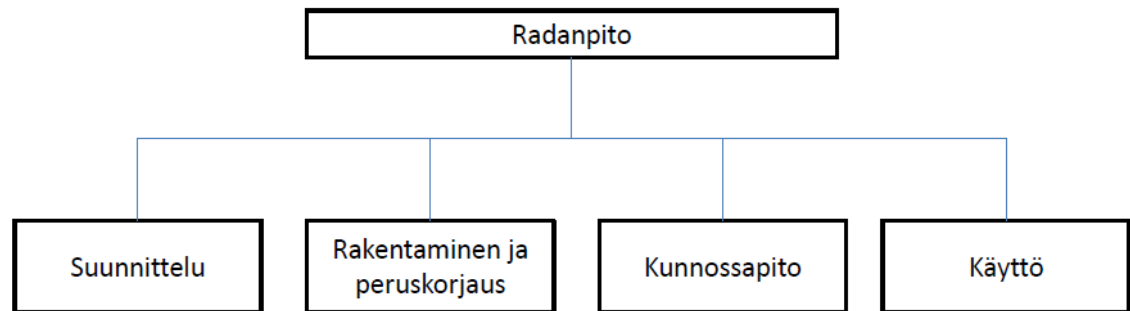 Radanpito
Suunnittelu
Rakentaminen ja
peruskorjaus
Kunnossapito
Käyttö